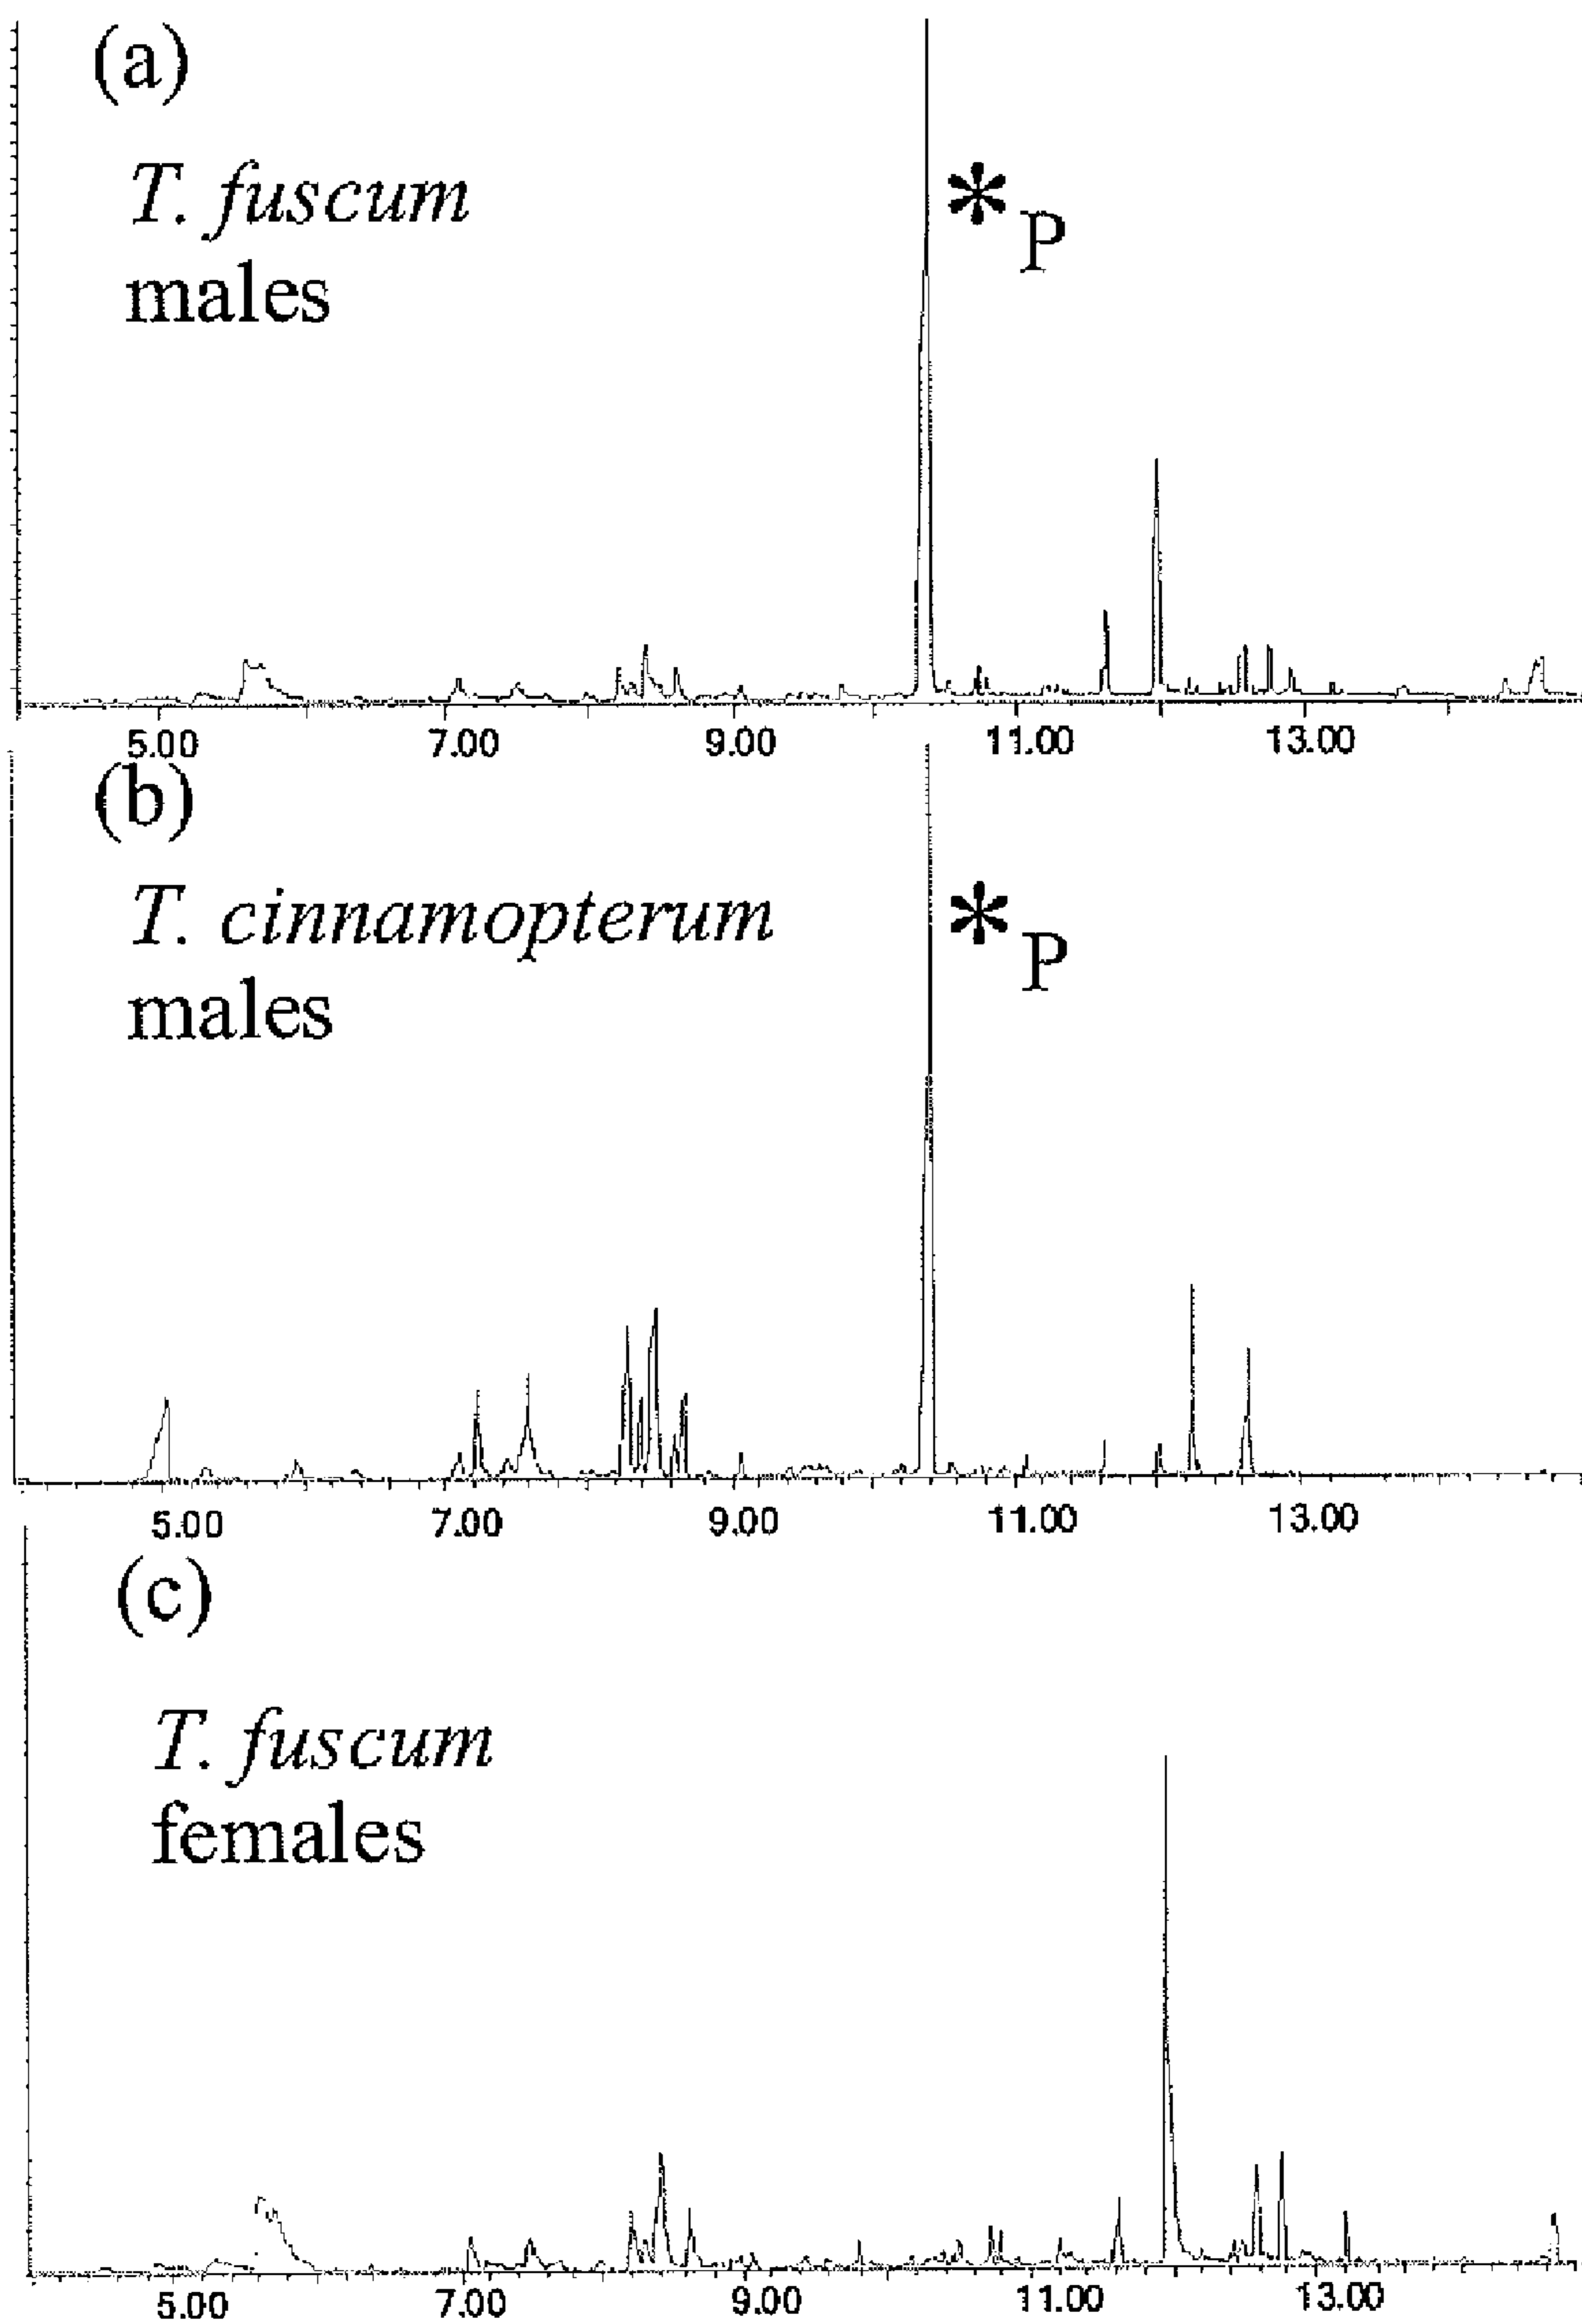 (a)
T. fuscum
males
*P
5.00 7.00 9.00 11.00 13.00
(b)
T. cinnamopterum
males
*P
5.00 7.00 9.00 11.00 13.00
(c)
T. fuscum
females
5.00 7.00 9.00 11.00 13.00